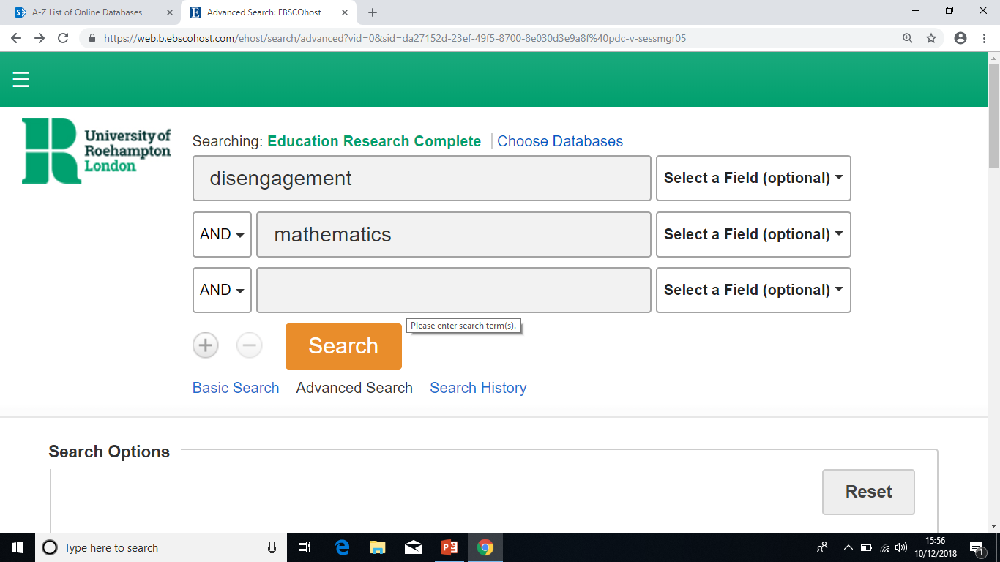 A-Z List of Online Databases
Advanced Search: EBSCOhost
https://web.b.ebscohost.com/ehost/search/advanced?vid=0&sid=da27152d-23ef-49f5-8700-8e030d3e9a8f%40pdc-v-sessmgr05
University of
Roehampton
London
Searching: Education Research Complete | Choose Databases
disengagement
Select a Field (optional)
AND
mathematics
Select a Field (optional)
AND
Select a Field (optional)
Please enter search term(s).
Search
Basic Search Advanced Search Search History
Search Options
Reset
Type here to search
15:56
10/12/2018
1